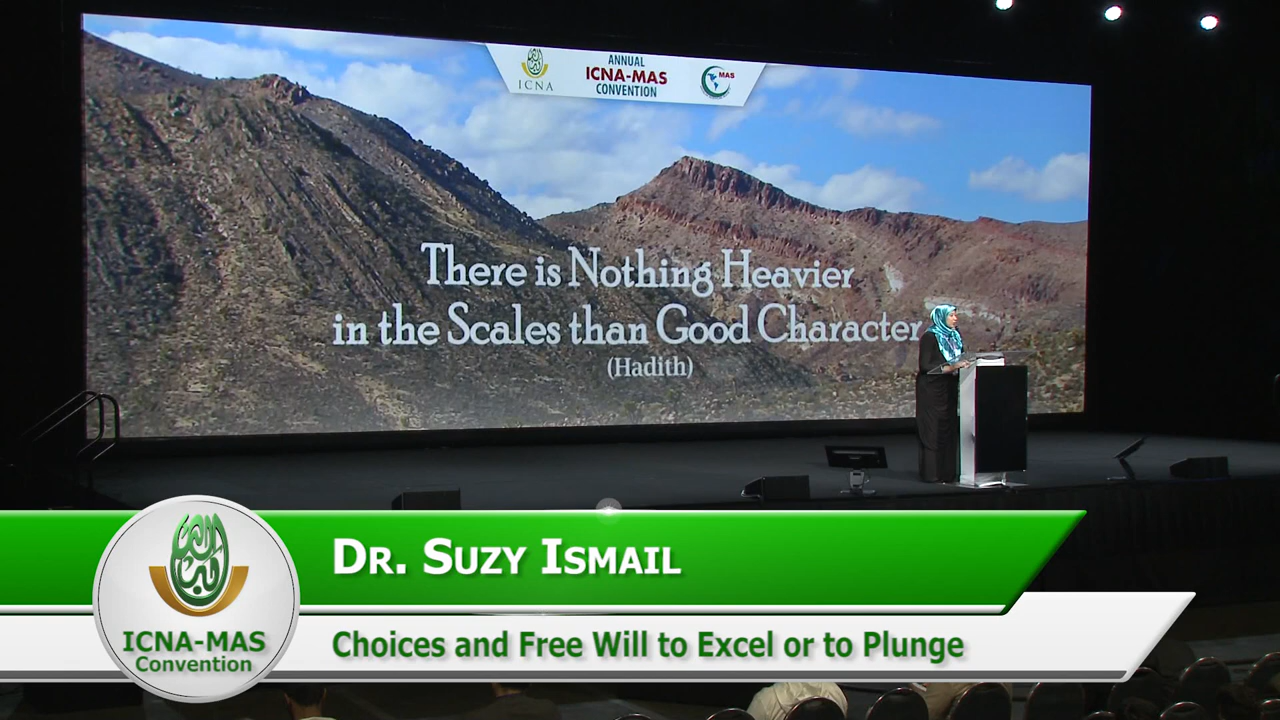 ICNA
ANNUAL
ICNA-MAS
CONVENTION
MAS
There is Nothing Heavier
in the Scales than Good Character
(Hadith)
DR. SUZY ISMAIL
ICNA-MAS
Convention
Choices and Free Will to Excel or to Plunge